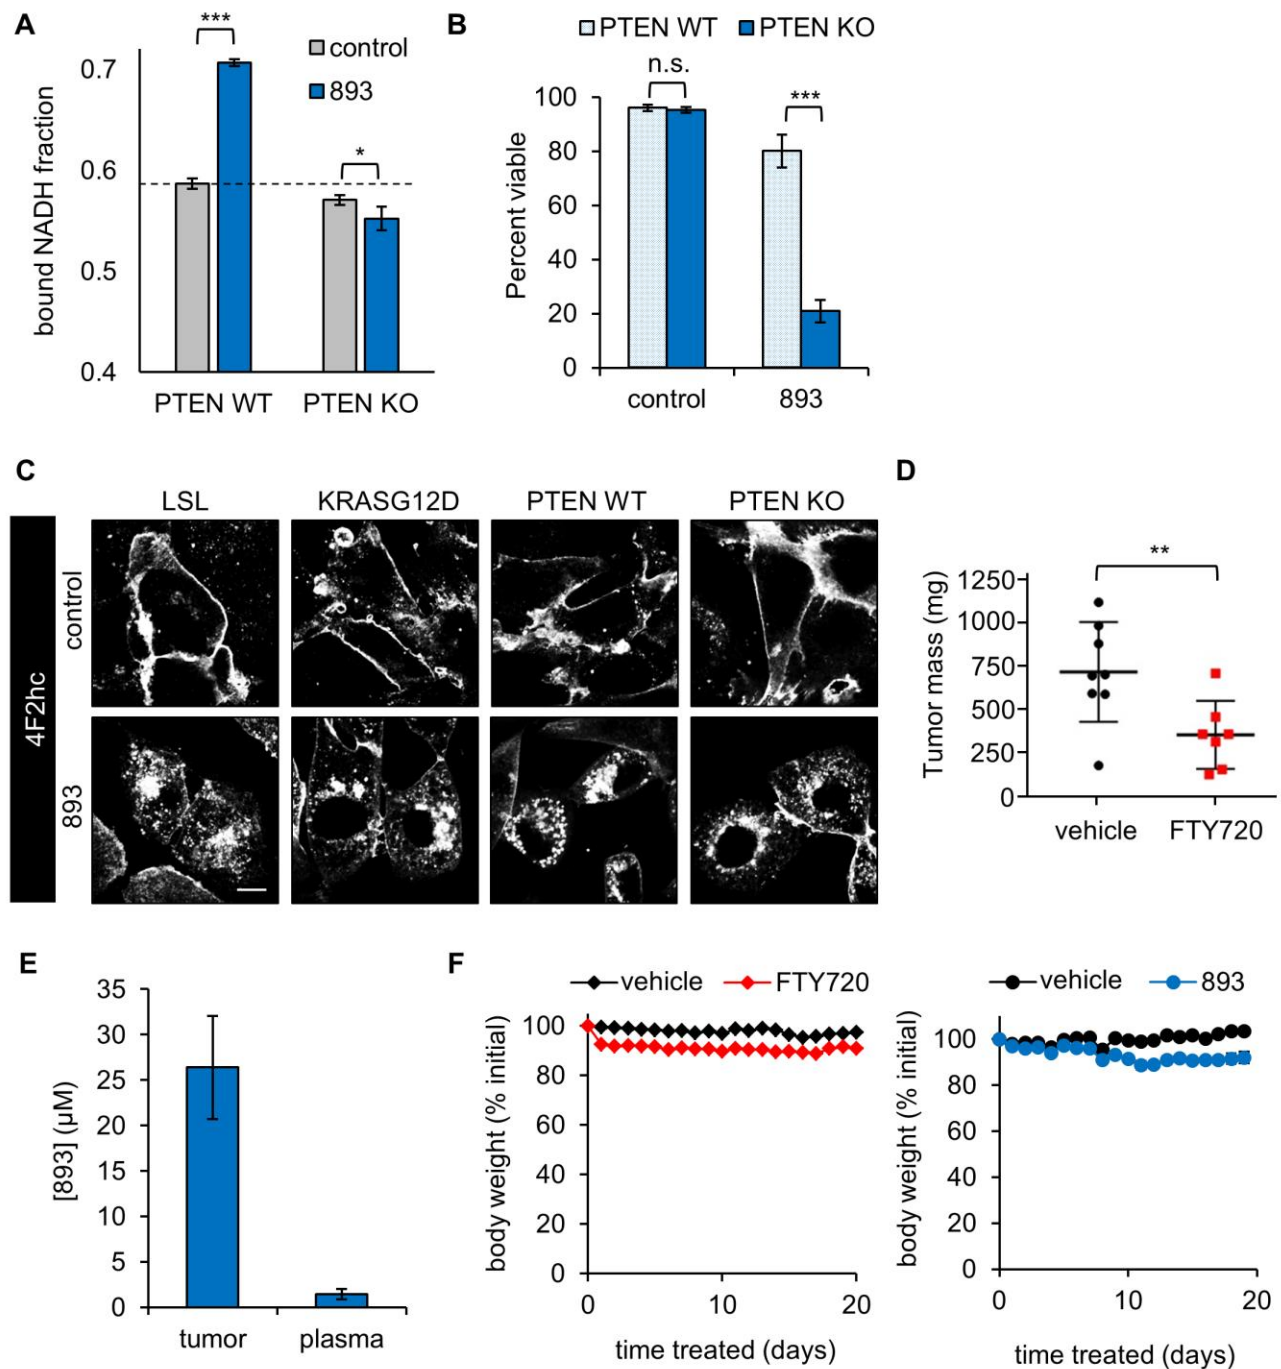 A
***
control
893
bound NADH fraction
0.7
0.6
0.5
0.4
*
PTEN WT PTEN KO
B
PTEN WT PTEN KO
n.s.
***
Percent viable
100
80
60
40
20
0
control 893
C
LSL KRASG12D PTEN WT PTEN KO
4F2hc
control
893
D
**
Tumor mass (mg)
1250
1000
750
500
250
0
vehicle FTY720
E
[893] (µM)
35
30
25
20
15
10
5
0
tumor plasma
F
vehicle FTY720
body weight (% initial)
100
80
60
40
20
0
0 10 20
time treated (days)
vehicle 893
body weight (% initial)
100
80
60
40
20
0
0 10 20
time treated (days)